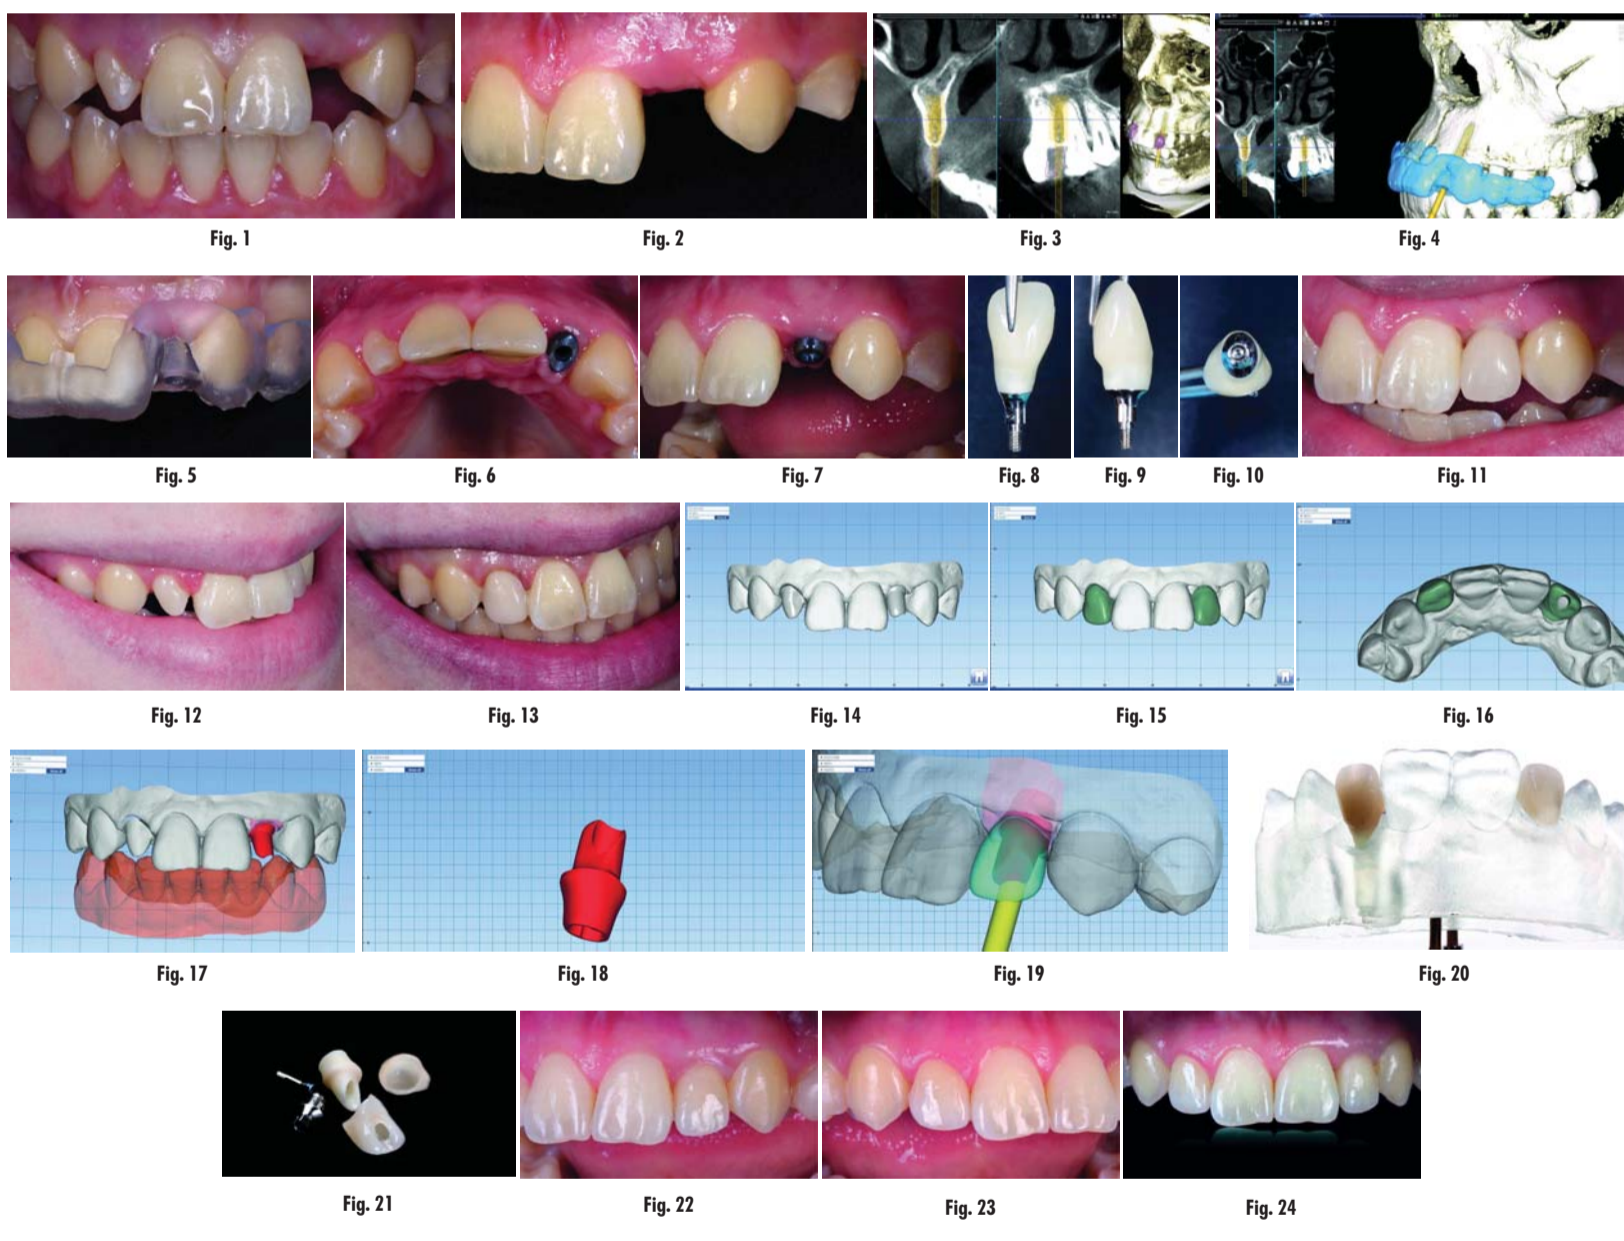 Fig. 1
Fig. 2
Fig. 3
Fig. 4
Fig. 5
Fig. 6
Fig. 7
Fig. 8
Fig. 9
Fig. 10
Fig. 11
Fig. 12
Fig. 13
Fig. 14
Fig. 15
Fig. 16
Fig. 17
Fig. 18
Fig. 19
Fig. 20
Fig. 21
Fig. 22
Fig. 23
Fig. 24